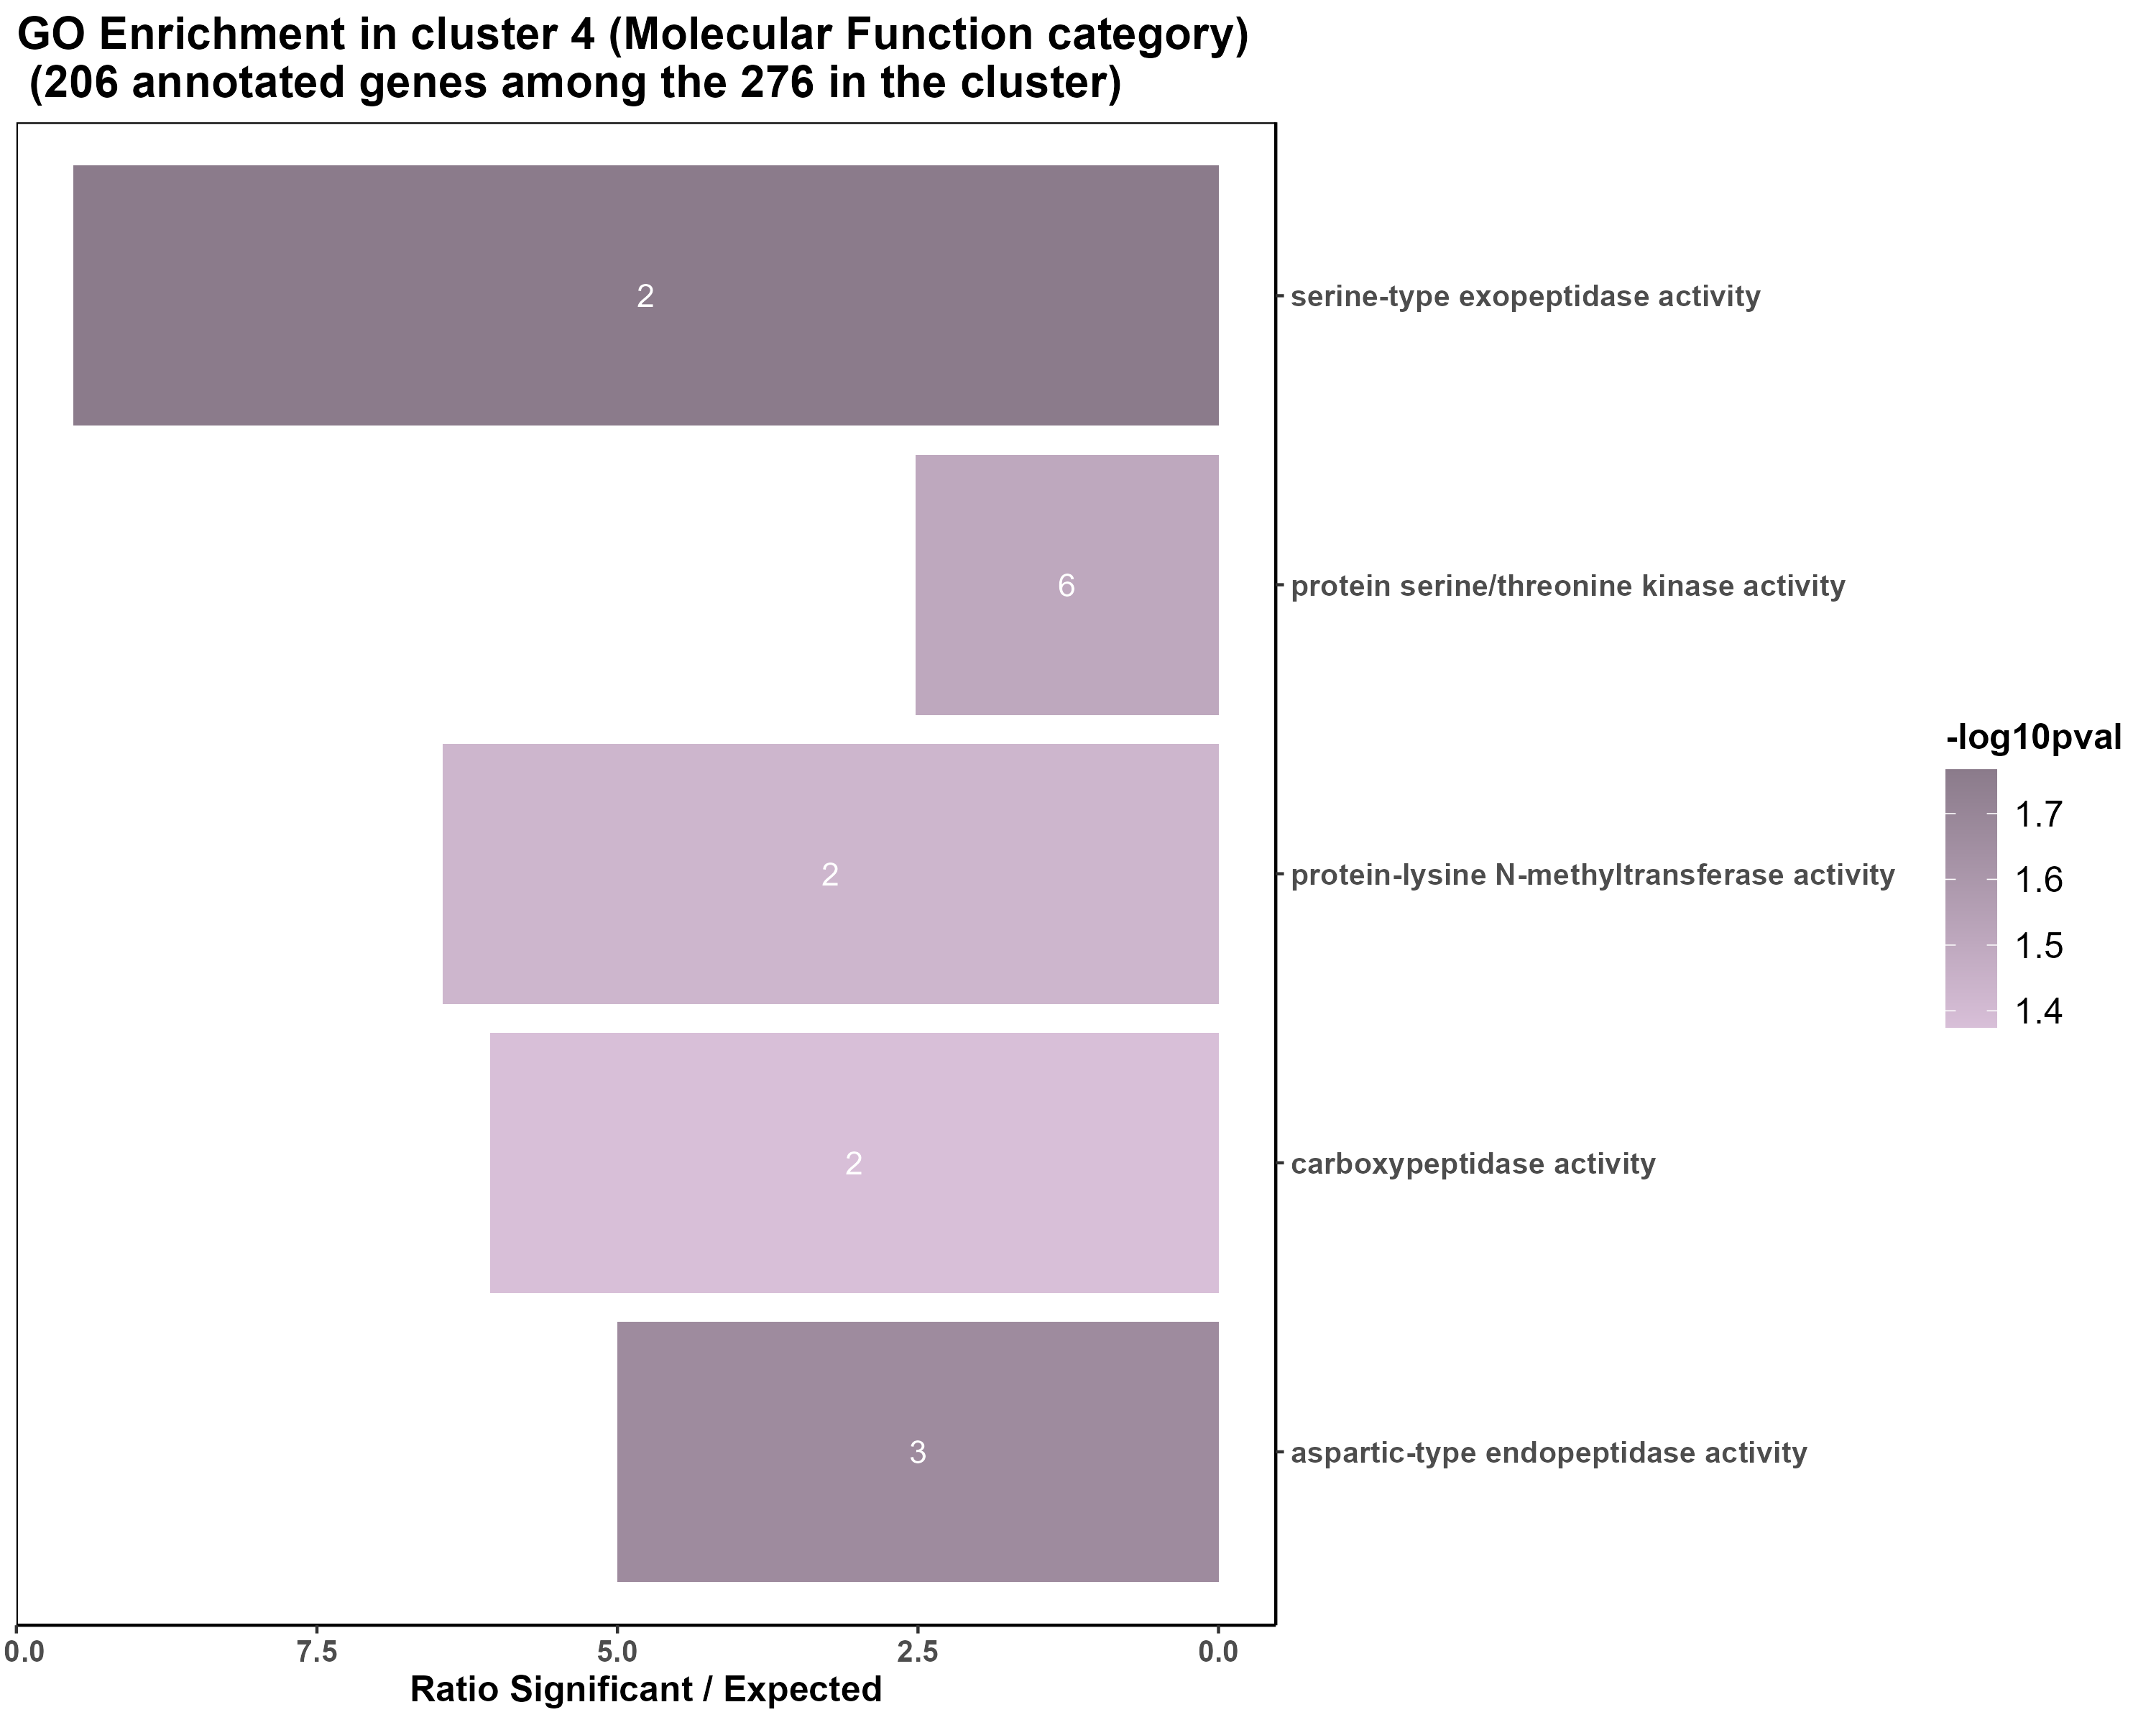 GO Enrichment in cluster 4 (Molecular Function category)
(206 annotated genes among the 276 in the cluster)
2
serine-type exopeptidase activity
6
protein serine/threonine kinase activity
2
protein-lysine N-methyltransferase activity
2
carboxypeptidase activity
3
aspartic-type endopeptidase activity
-log10pval
1.7
1.6
1.5
1.4
0.0 7.5 5.0 2.5 0.0
Ratio Significant / Expected